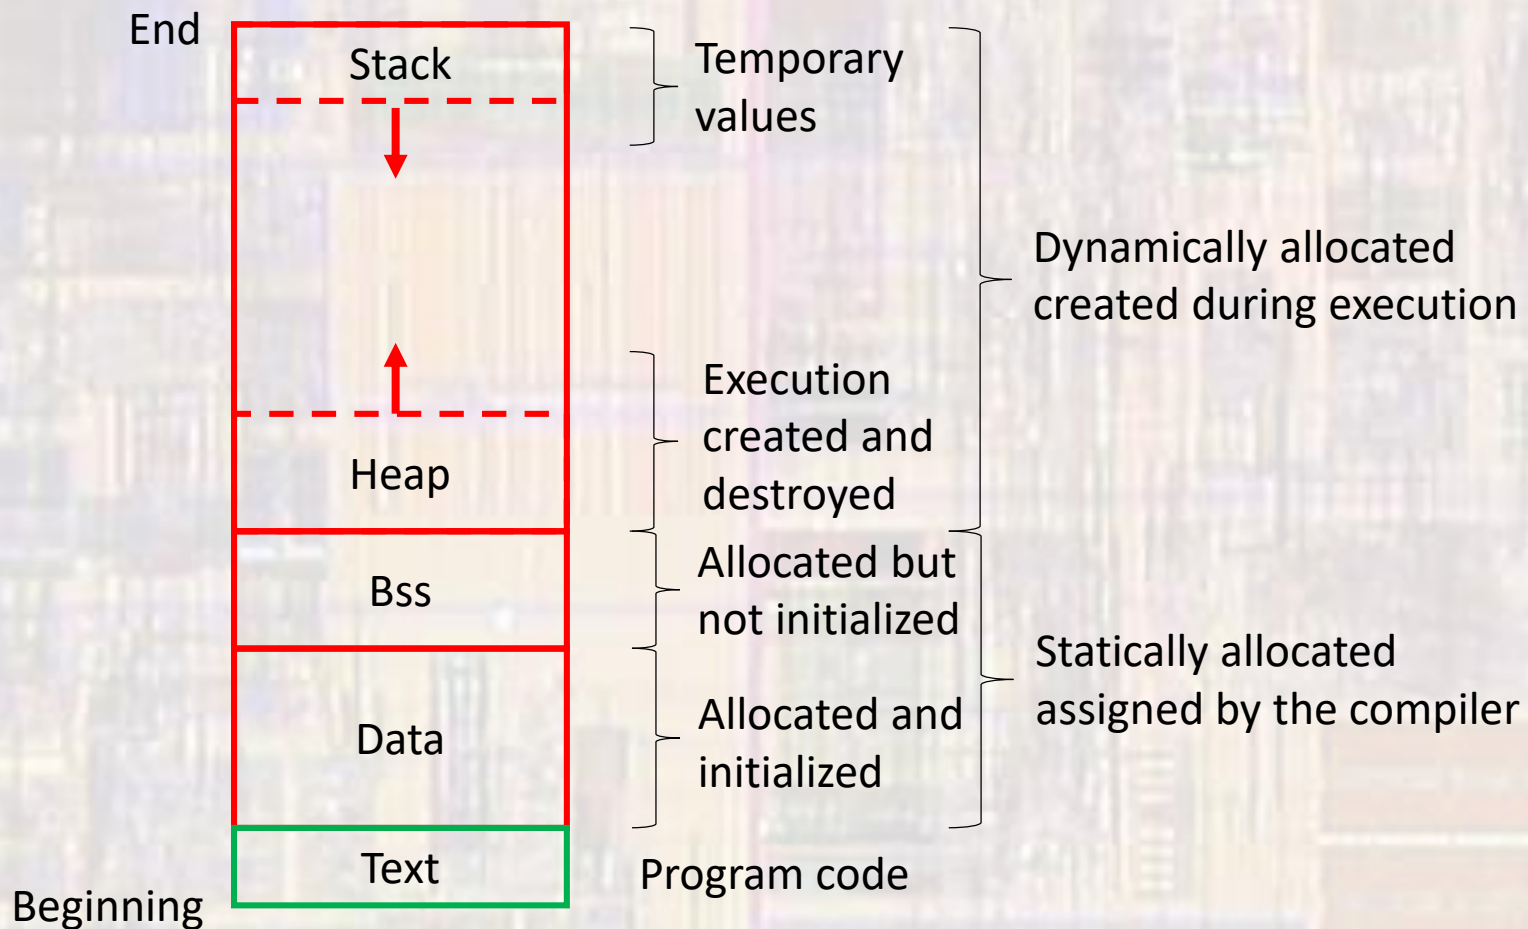 End
Stack
Temporary
values
Dynamically allocated
created during execution
Execution
created and
destroyed
Heap
Allocated but
not initialized
Bss
Statically allocated
assigned by the compiler
Allocated and
initialized
Data
Text
Program code
Beginning